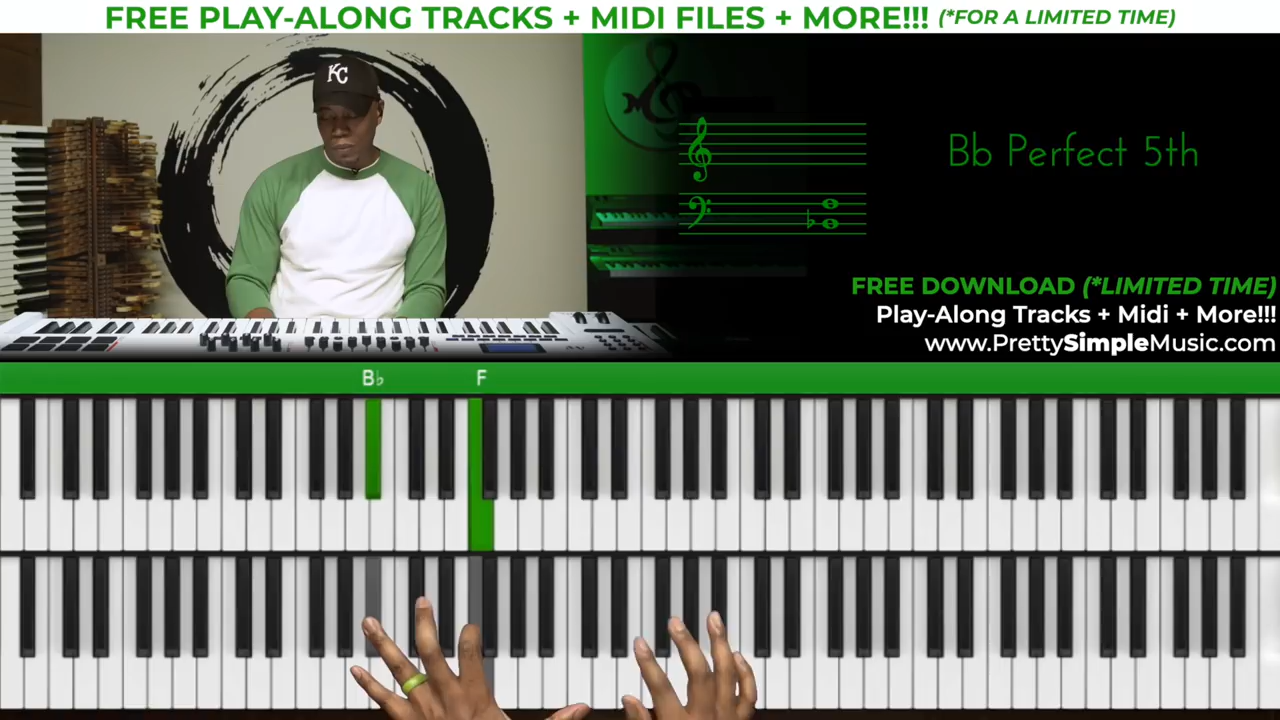 FREE PLAY-ALONG TRACKS + MIDI FILES + MORE!!! (*FOR A LIMITED TIME)
KC
Bb Perfect 5th
FREE DOWNLOAD (*LIMITED TIME)
Play-Along Tracks + Midi + More!!!
www.PrettySimpleMusic.com
B♭ F